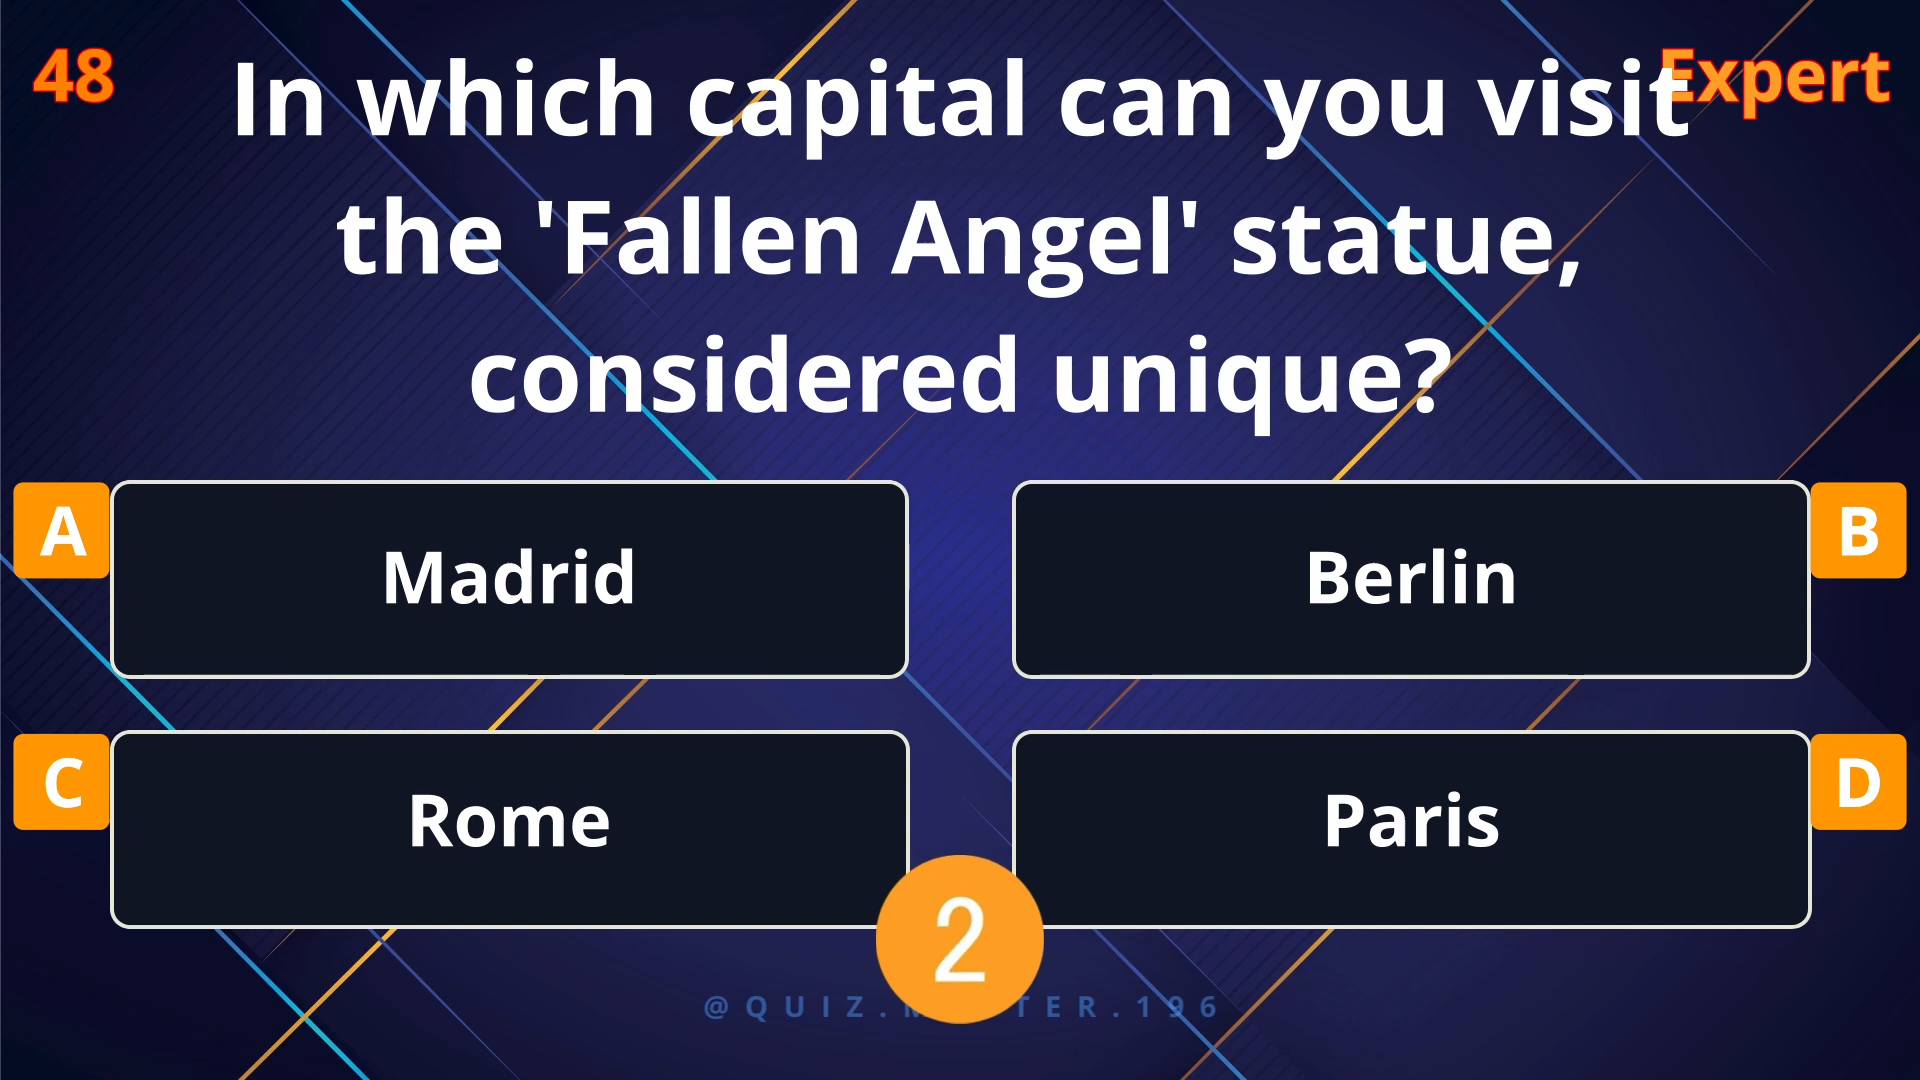 48
Expert
In which capital can you visit
the 'Fallen Angel' statue,
considered unique?
A
Madrid
B
Berlin
C
Rome
D
Paris
2